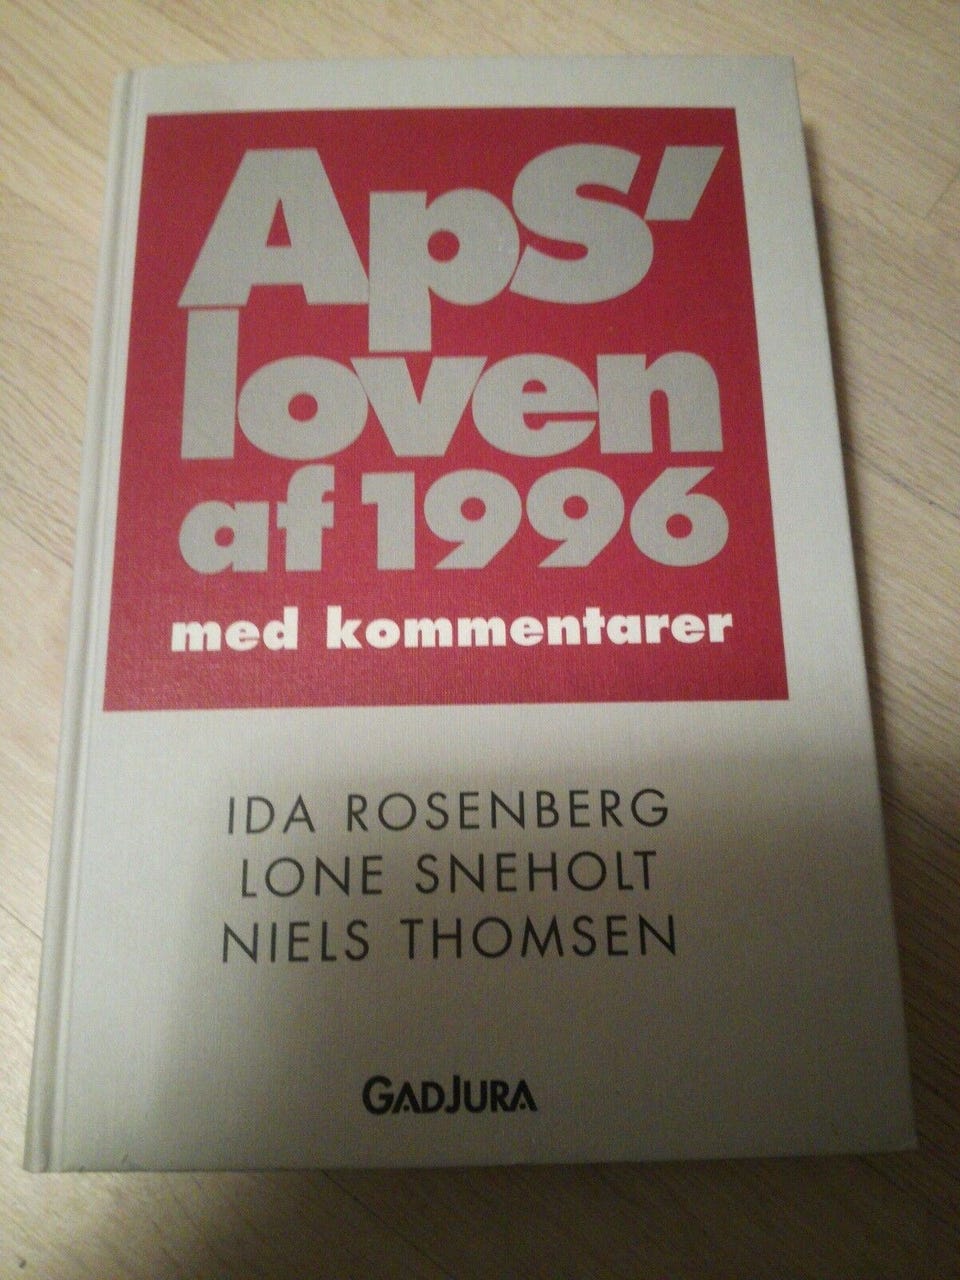 ApS'
loven
af 1996
med kommentarer
IDA ROSENBERG
LONE SNEHOLT
NIELS THOMSEN
GADJURA